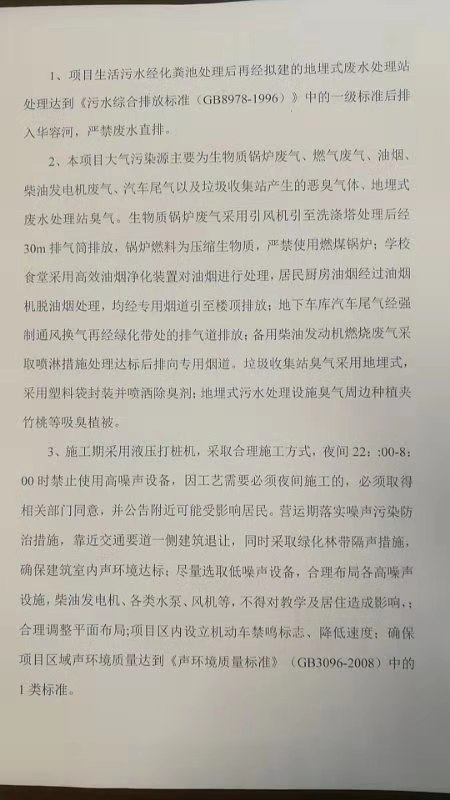 1、项目生活污水经化粪池处理后再经拟建的地埋式废水处理站
处理达到《污水综合排放标准（GB8978-1996）》中的一级标准后排
入华容河，严禁废水直排。
2、本项目大气污染源主要为生物质锅炉废气、燃气废气、油烟、
柴油发电机废气、汽车尾气以及垃圾收集站产生的恶臭气体、地埋式
废水处理站臭气。生物质锅炉废气采用引风机引至洗涤塔处理后经
30m 排气筒排放，锅炉燃料为压缩生物质，严禁使用燃煤锅炉；学校
食堂采用高效油烟净化装置对油烟进行处理，居民厨房油烟经过油烟
机脱油烟处理，均经专用烟道引至楼顶排放；地下车库汽车尾气经强
制通风换气再经绿化带处的排气道排放；备用柴油发动机燃烧废气采
取喷淋措施处理达标后排向专用烟道。垃圾收集站臭气采用地埋式，
采用塑料袋封装并喷洒除臭剂；地埋式污水处理设施臭气周边种植夹
竹桃等吸臭植被。
3、施工期采用液压打桩机，采取合理施工方式，夜间 22：:00-8：
00 时禁止使用高噪声设备，因工艺需要必须夜间施工的，必须取得
相关部门同意，并公告附近可能受影响居民。营运期落实噪声污染防
治措施，靠近交通要道一侧建筑退让，同时采取绿化林带隔声措施，
确保建筑室内声环境达标；尽量选取低噪声设备，合理布局各高噪声
设施，柴油发电机、各类水泵、风机等，不得对教学及居住造成影响，；
合理调整平面布局;项目区内设立机动车禁鸣标志、降低速度；确保
项目区域声环境质量达到《声环境质量标准》（GB3096-2008）中的
1 类标准。